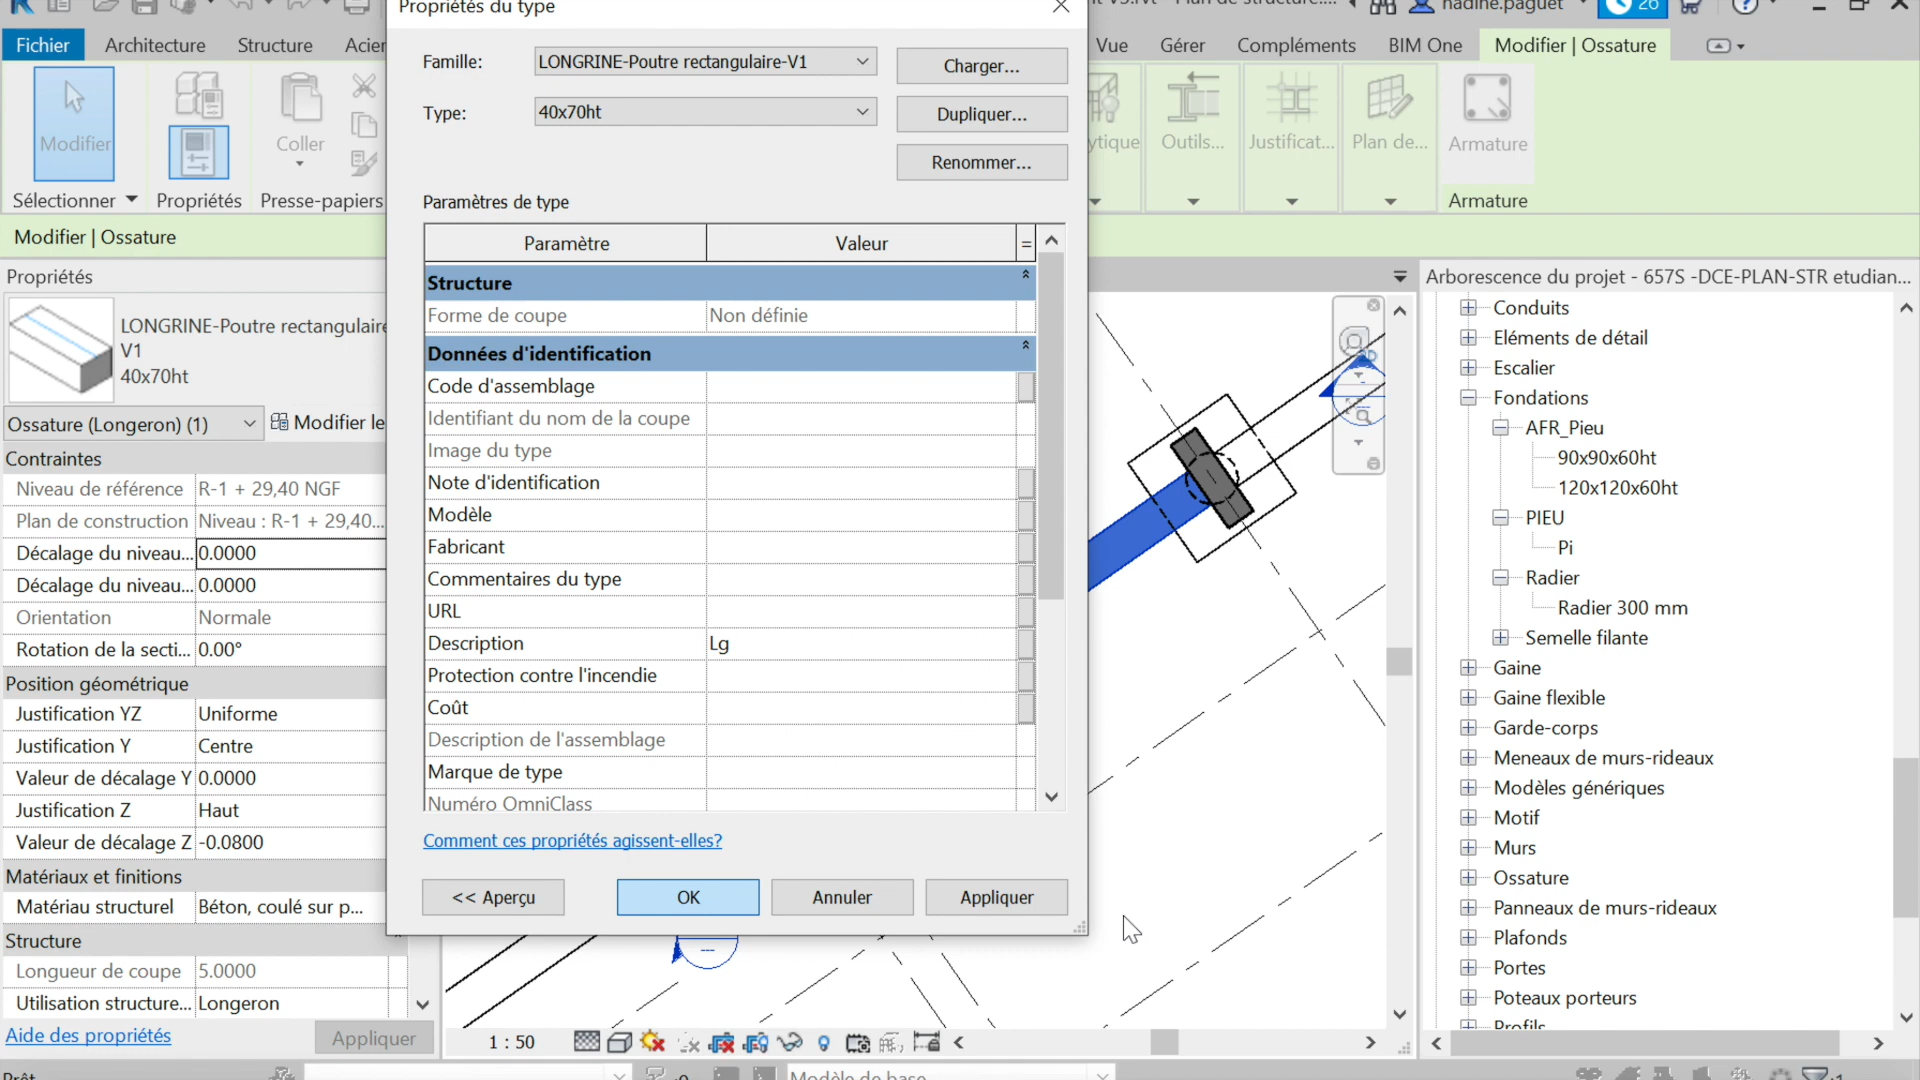 Propriétés du type
nadine.paguet
26
Fichier
Architecture
Structure
Acier
Vue
Gérer
Compléments
BIM One
Modifier | Ossature
Famille:
LONGRINE-Poutre rectangulaire-V1
Charger...
Type:
40x70ht
Dupliquer...
Renommer...
Modifier
Coller
Sélectionner
Propriétés
Presse-papiers
Outils...
Justificat...
Plan de...
Armature
Armature
Modifier | Ossature
Paramètres de type
Paramètre
Valeur
=
Structure
Forme de coupe
Non définie
Données d'identification
Code d'assemblage
Identifiant du nom de la coupe
Image du type
Note d'identification
Modèle
Fabricant
Commentaires du type
URL
Description
Lg
Protection contre l'incendie
Coût
Description de l'assemblage
Marque de type
Numéro OmniClass
Comment ces propriétés agissent-elles?
<< Aperçu
OK
Annuler
Appliquer
Propriétés
LONGRINE-Poutre rectangulaire
V1
40x70ht
Ossature (Longeron) (1)
Modifier le
Contraintes
Niveau de référence
R-1 + 29,40 NGF
Plan de construction
Niveau : R-1 + 29,40...
Décalage du niveau...
0.0000
Décalage du niveau...
0.0000
Orientation
Normale
Rotation de la secti...
0.00°
Position géométrique
Justification YZ
Uniforme
Justification Y
Centre
Valeur de décalage Y
0.0000
Justification Z
Haut
Valeur de décalage Z
-0.0800
Matériaux et finitions
Matériau structurel
Béton, coulé sur p...
Structure
Longueur de coupe
5.0000
Utilisation structure...
Longeron
Aide des propriétés
Appliquer
1 : 50
Modèle de base
Arborescence du projet - 657S -DCE-PLAN-STR etudian...
Conduits
Eléments de détail
Escalier
Fondations
AFR_Pieu
90x90x60ht
120x120x60ht
PIEU
Pi
Radier
Radier 300 mm
Semelle filante
Gaine
Gaine flexible
Garde-corps
Meneaux de murs-rideaux
Modèles génériques
Motif
Murs
Ossature
Panneaux de murs-rideaux
Plafonds
Portes
Poteaux porteurs
Profils